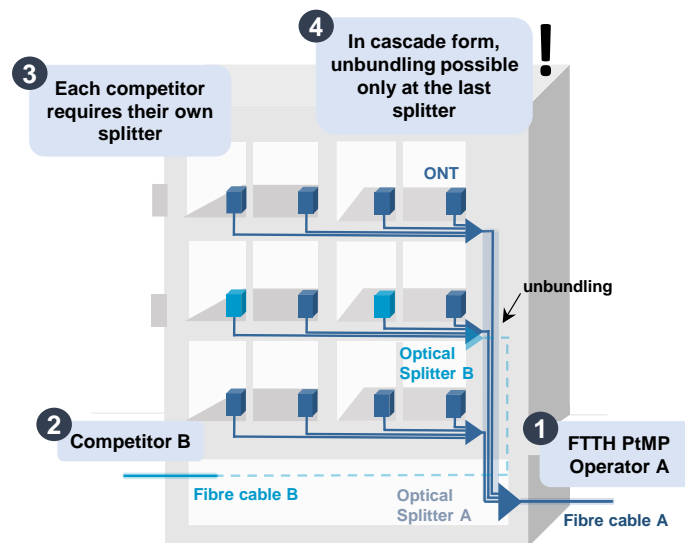 4
In cascade form,
unbundling possible
only at the last
splitter
!
3
Each competitor
requires their own
splitter
ONT
unbundling
Optical
Splitter B
2
Competitor B
1
FTTH PtMP
Operator A
Fibre cable B
Optical
Splitter A
Fibre cable A